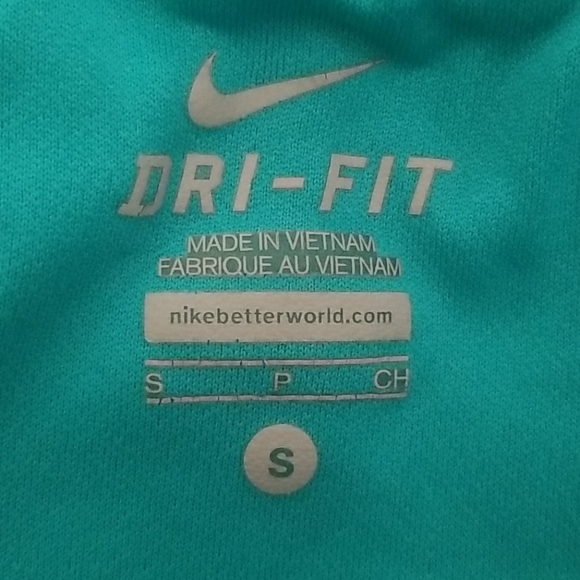 DRI-FIT
MADE IN VIETNAM
FABRIQUE AU VIETNAM
nikebetterworld.com
S P CH
S